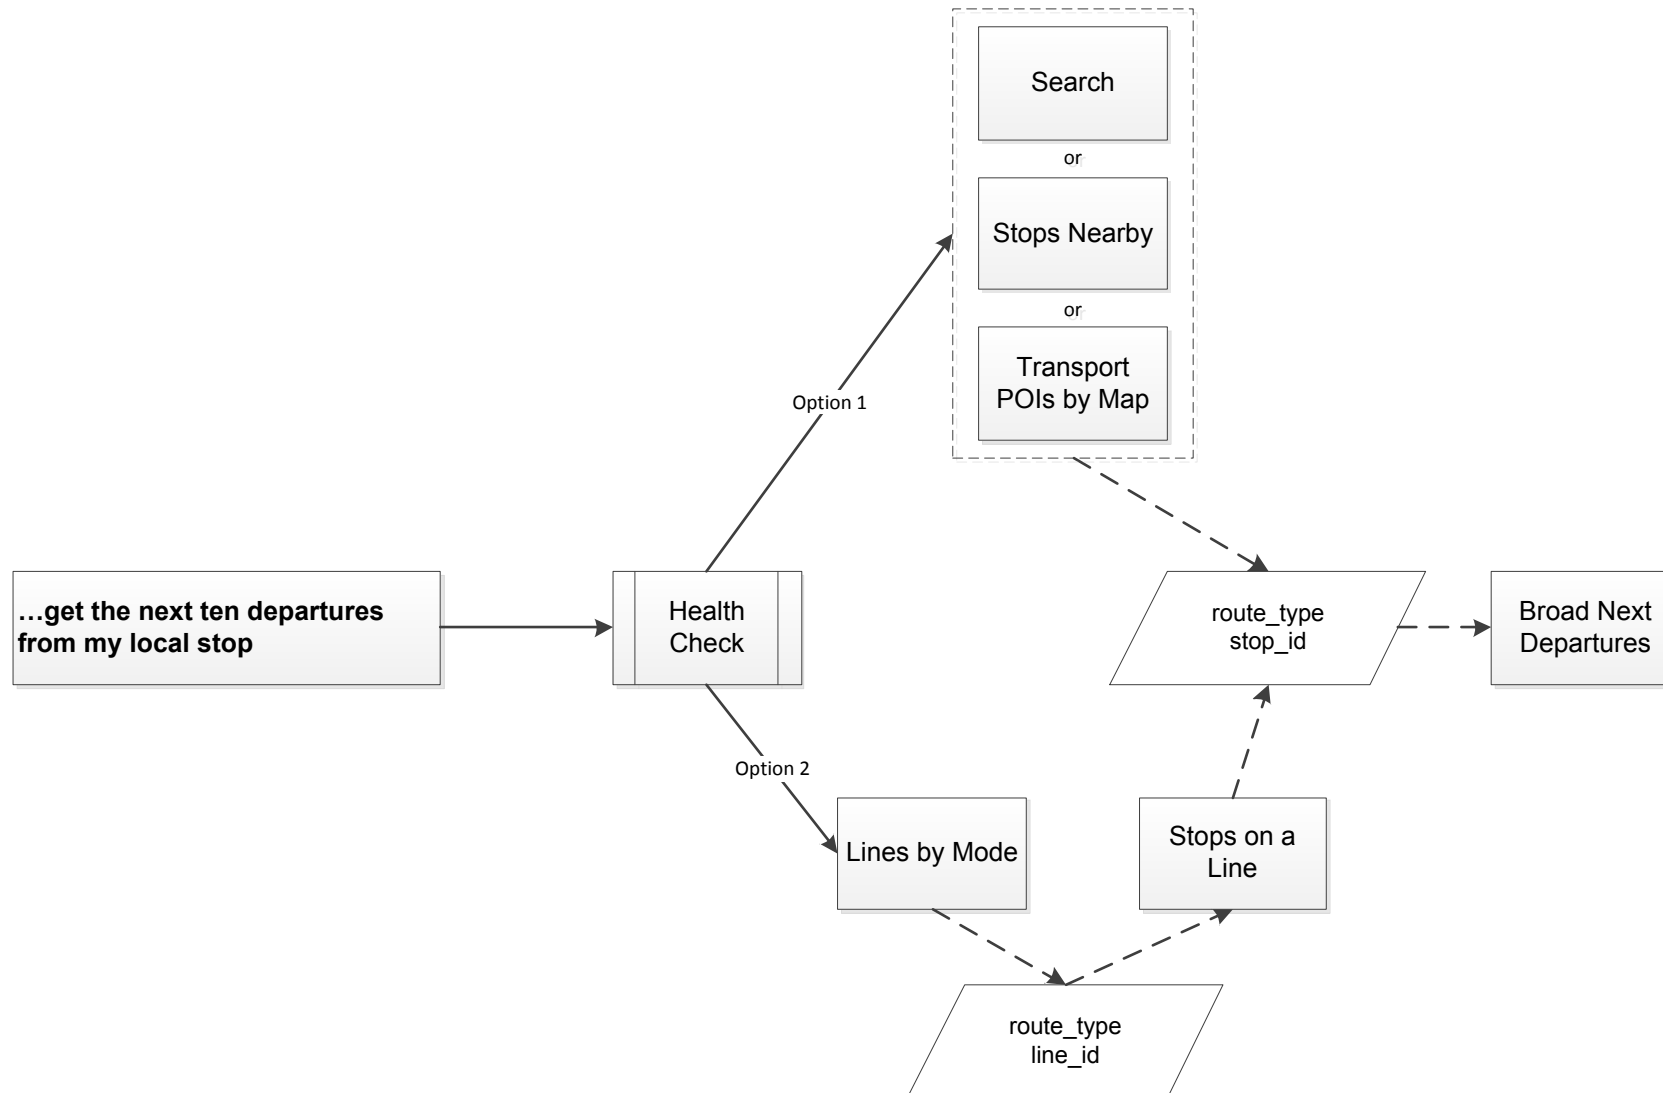 Search
or
Stops Nearby
or
Transport
POIs by Map
Option 1
…get the next ten departures
from my local stop
Health
Check
route_type
stop_id
Broad Next
Departures
Option 2
Lines by Mode
Stops on a
Line
route_type
line_id